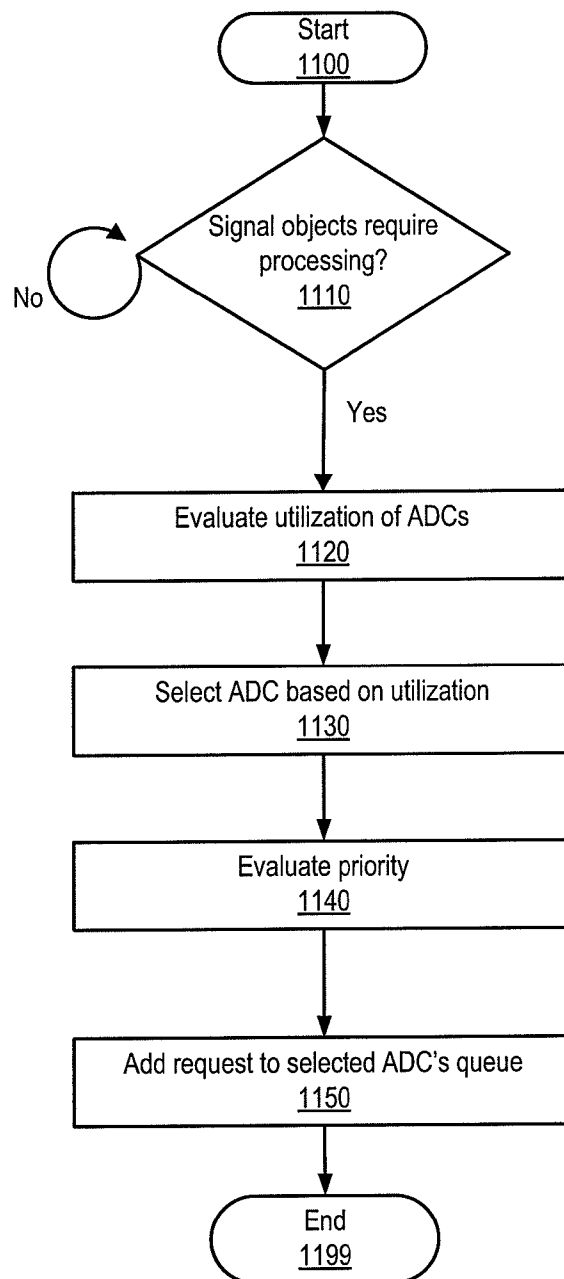 Start
1100
Signal objects require
processing?
1110
No
Yes
Evaluate utilization of ADCs
1120
Select ADC based on utilization
1130
Evaluate priority
1140
Add request to selected ADC's queue
1150
End
1199